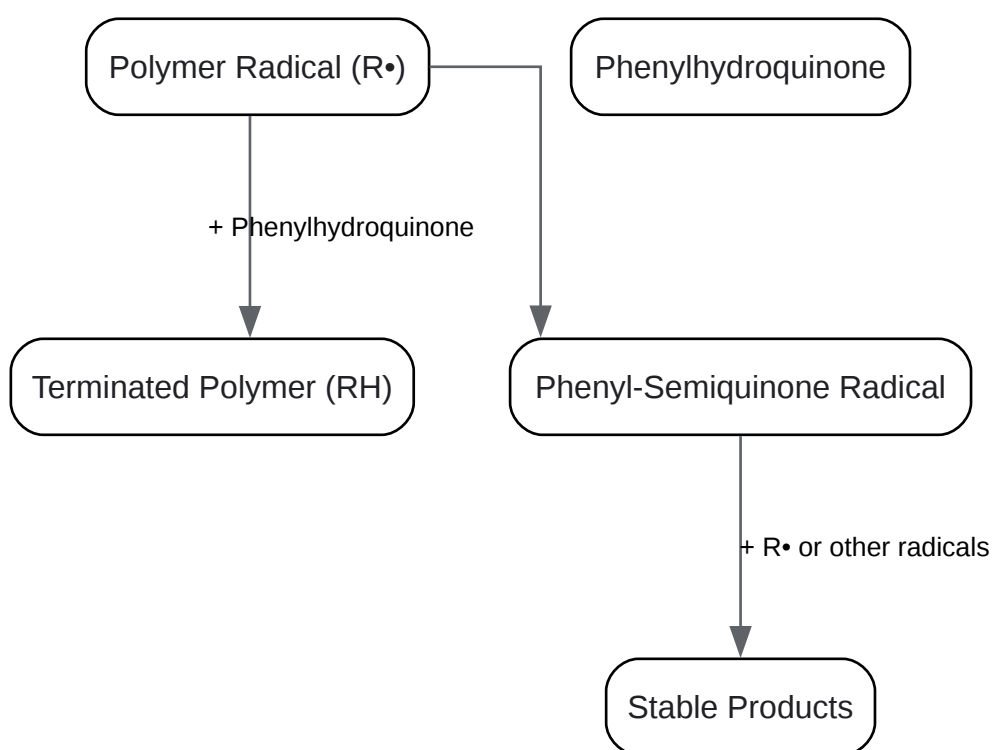 Polymer Radical (R•)
Phenylhydroquinone
+ Phenylhydroquinone
Terminated Polymer (RH)
Phenyl-Semiquinone Radical
+ R• or other radicals
Stable Products